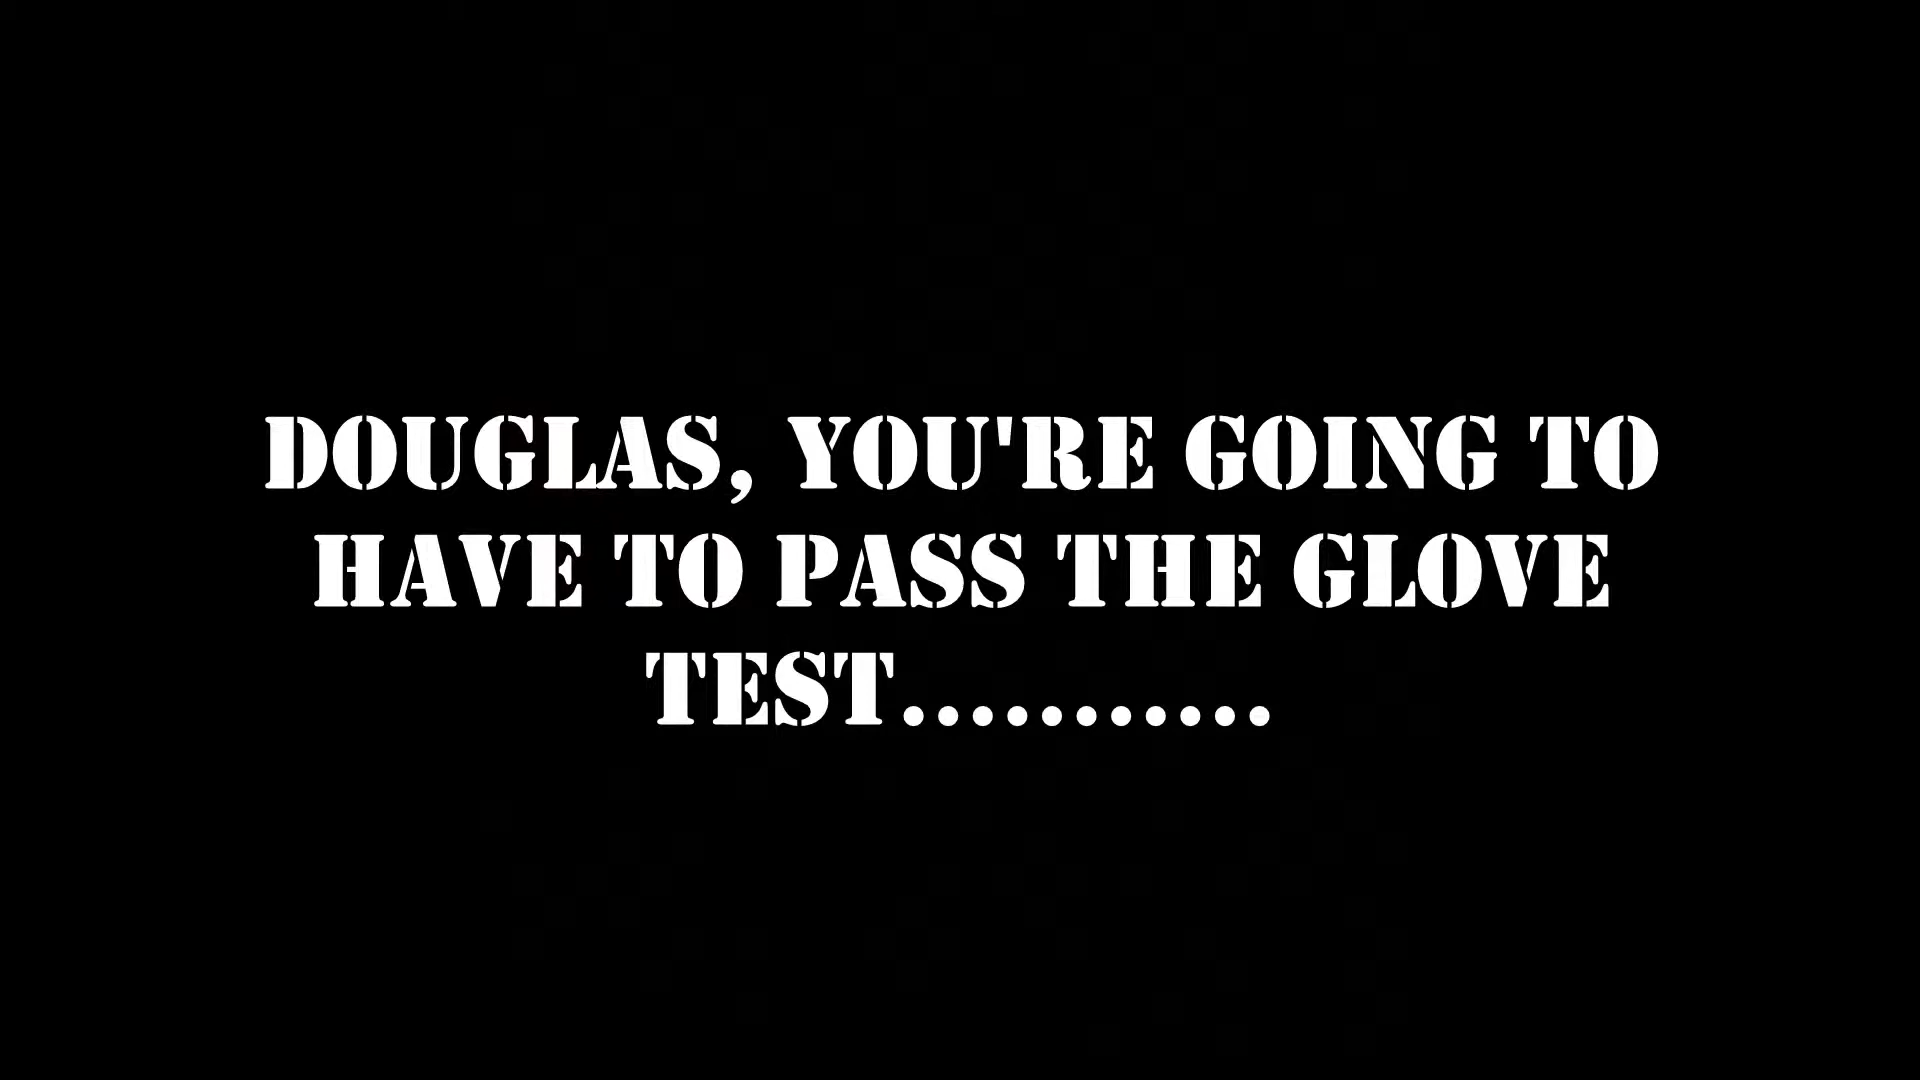 DOUGLAS, YOU'RE GOING TO
HAVE TO PASS THE GLOVE
TEST...........